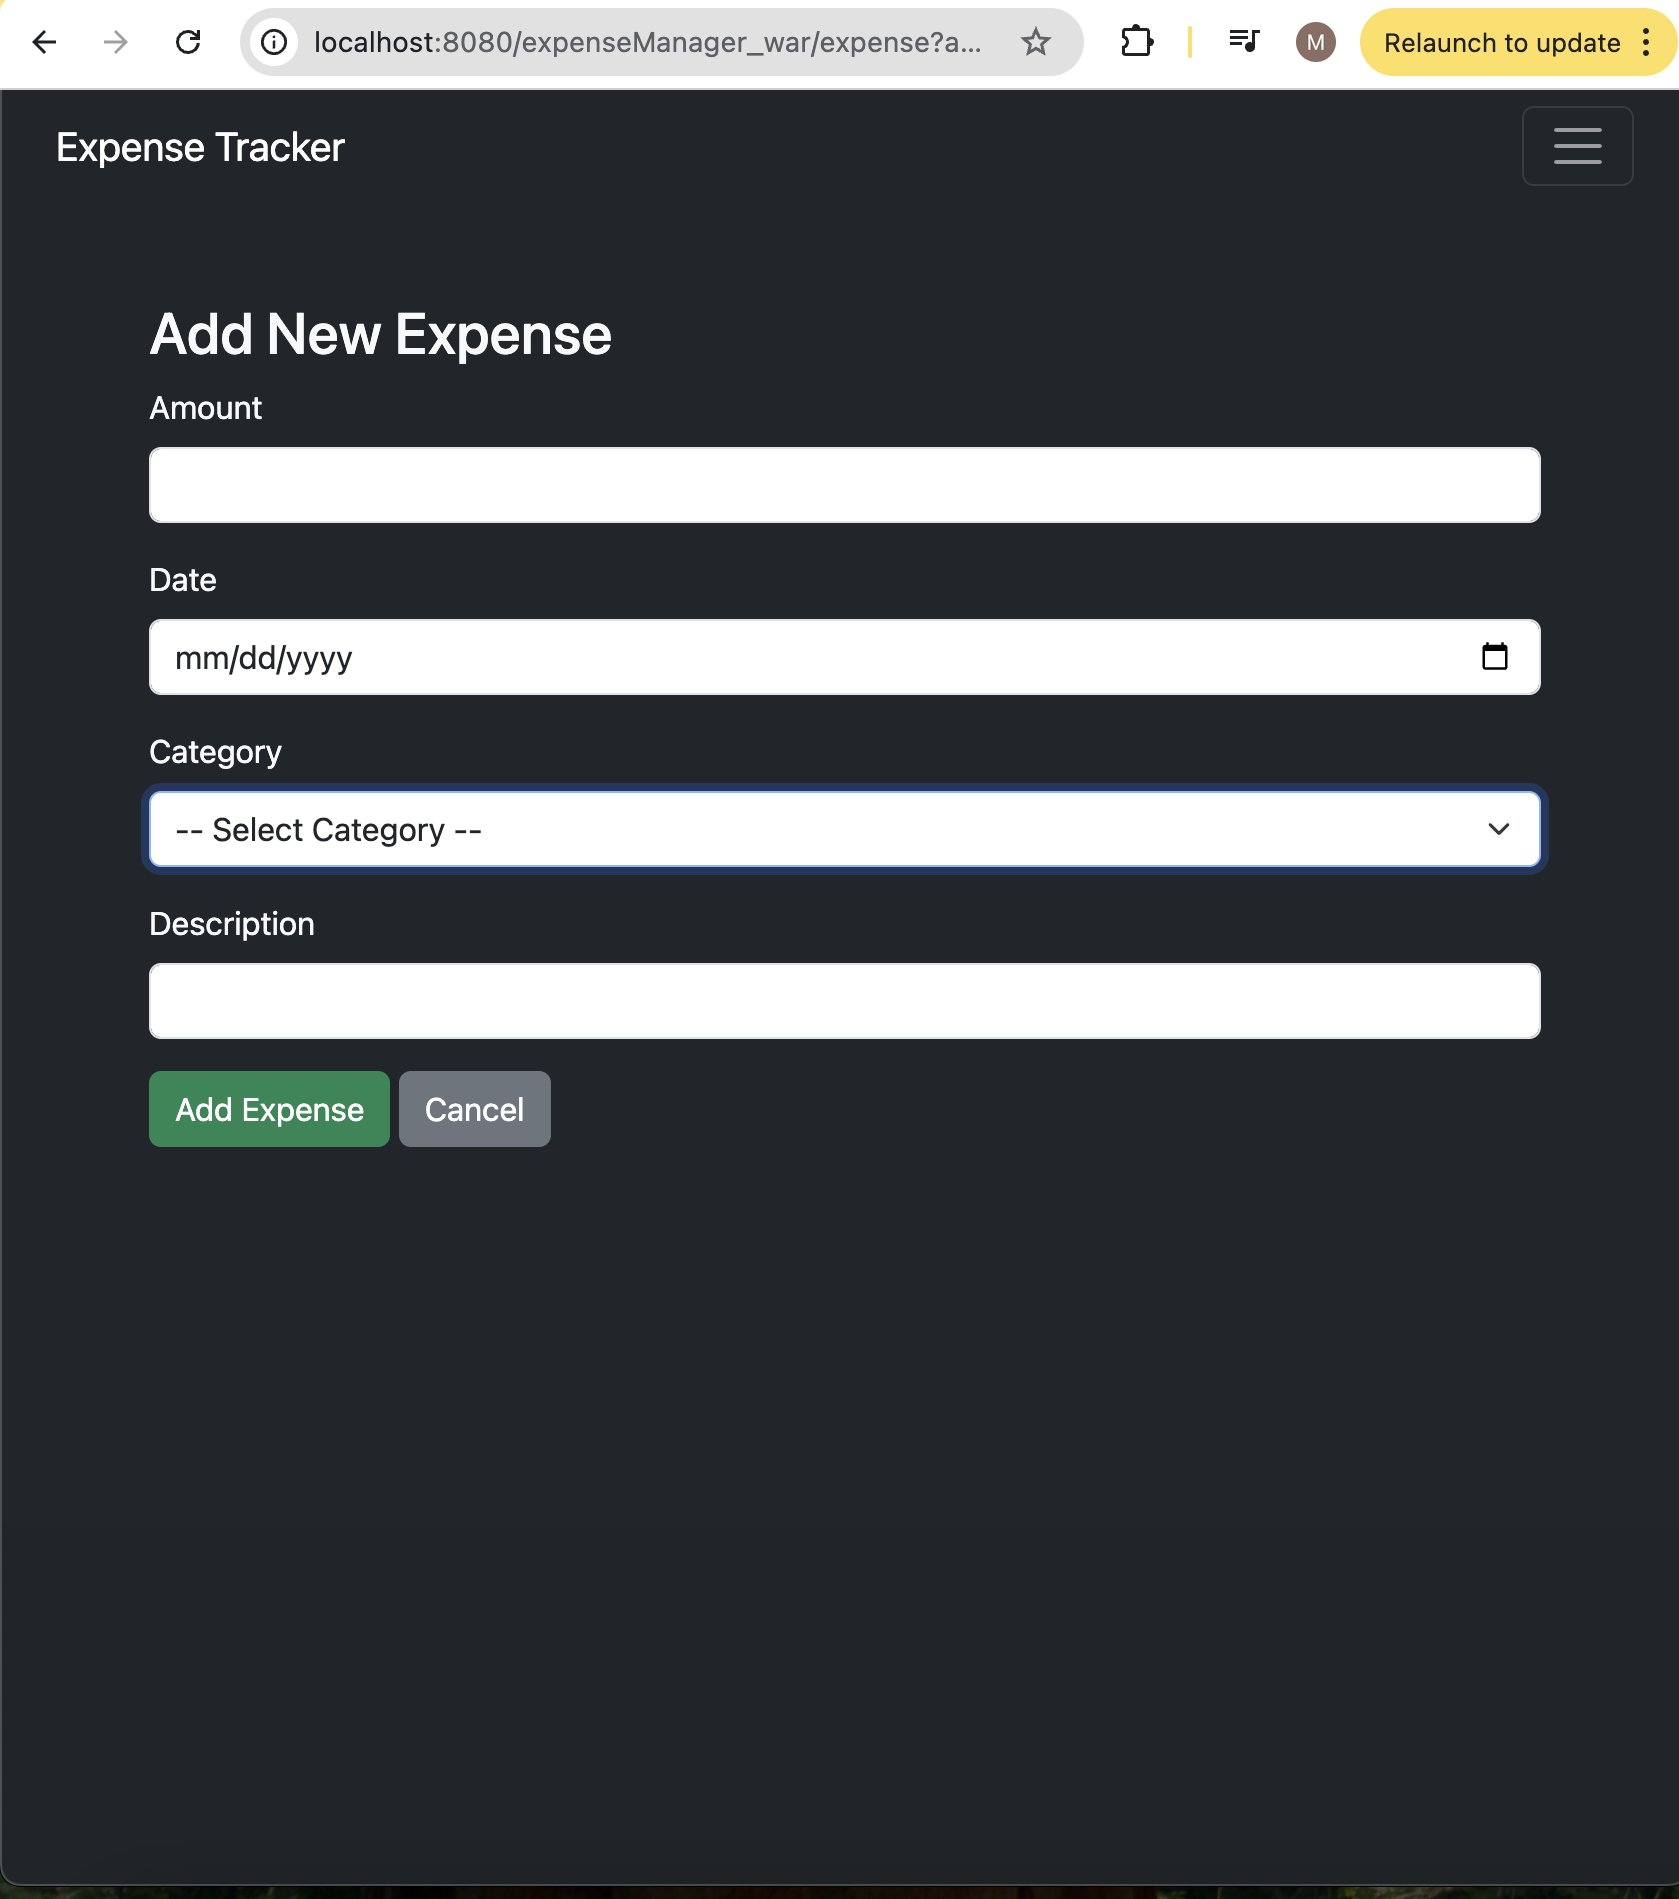 localhost:8080/expenseManager_war/expense?a...
M
Relaunch to update
Expense Tracker
Add New Expense
Amount
Date
mm/dd/yyyy
Category
-- Select Category --
Description
Add Expense
Cancel